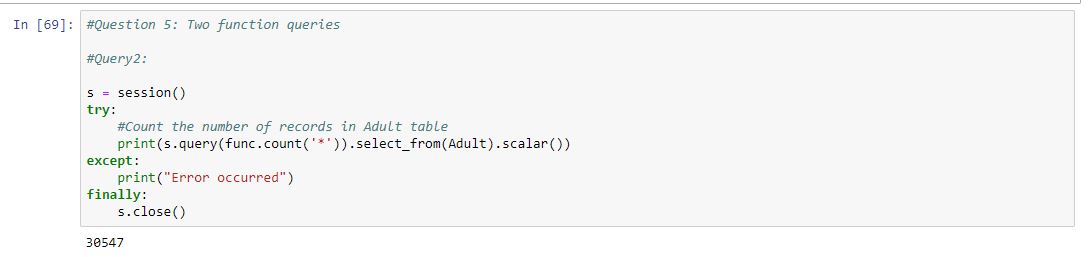 In [69]: #Question 5: Two function queries
#Query2:
s = session()
try:
    #Count the number of records in Adult table
    print(s.query(func.count('*')).select_from(Adult).scalar())
except:
    print("Error occurred")
finally:
    s.close()
30547